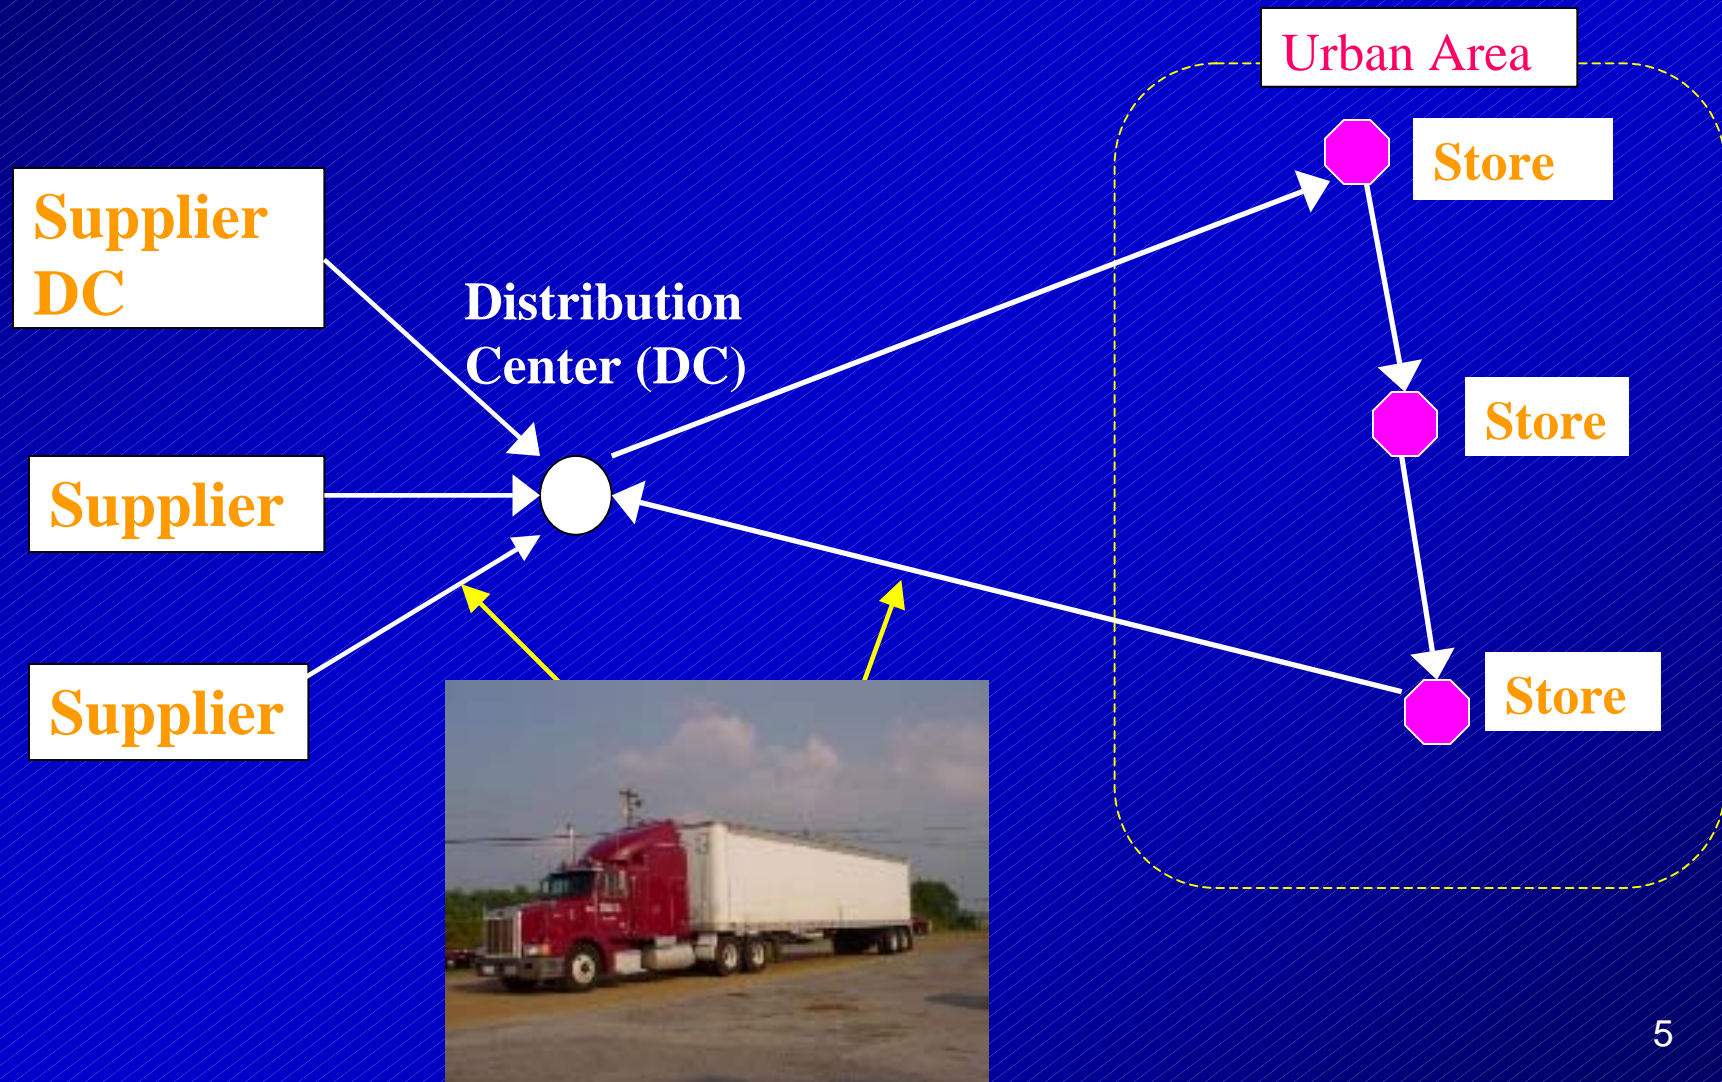 Urban Area
Store
Supplier
DC
Distribution
Center (DC)
Store
Supplier
Store
Supplier
5